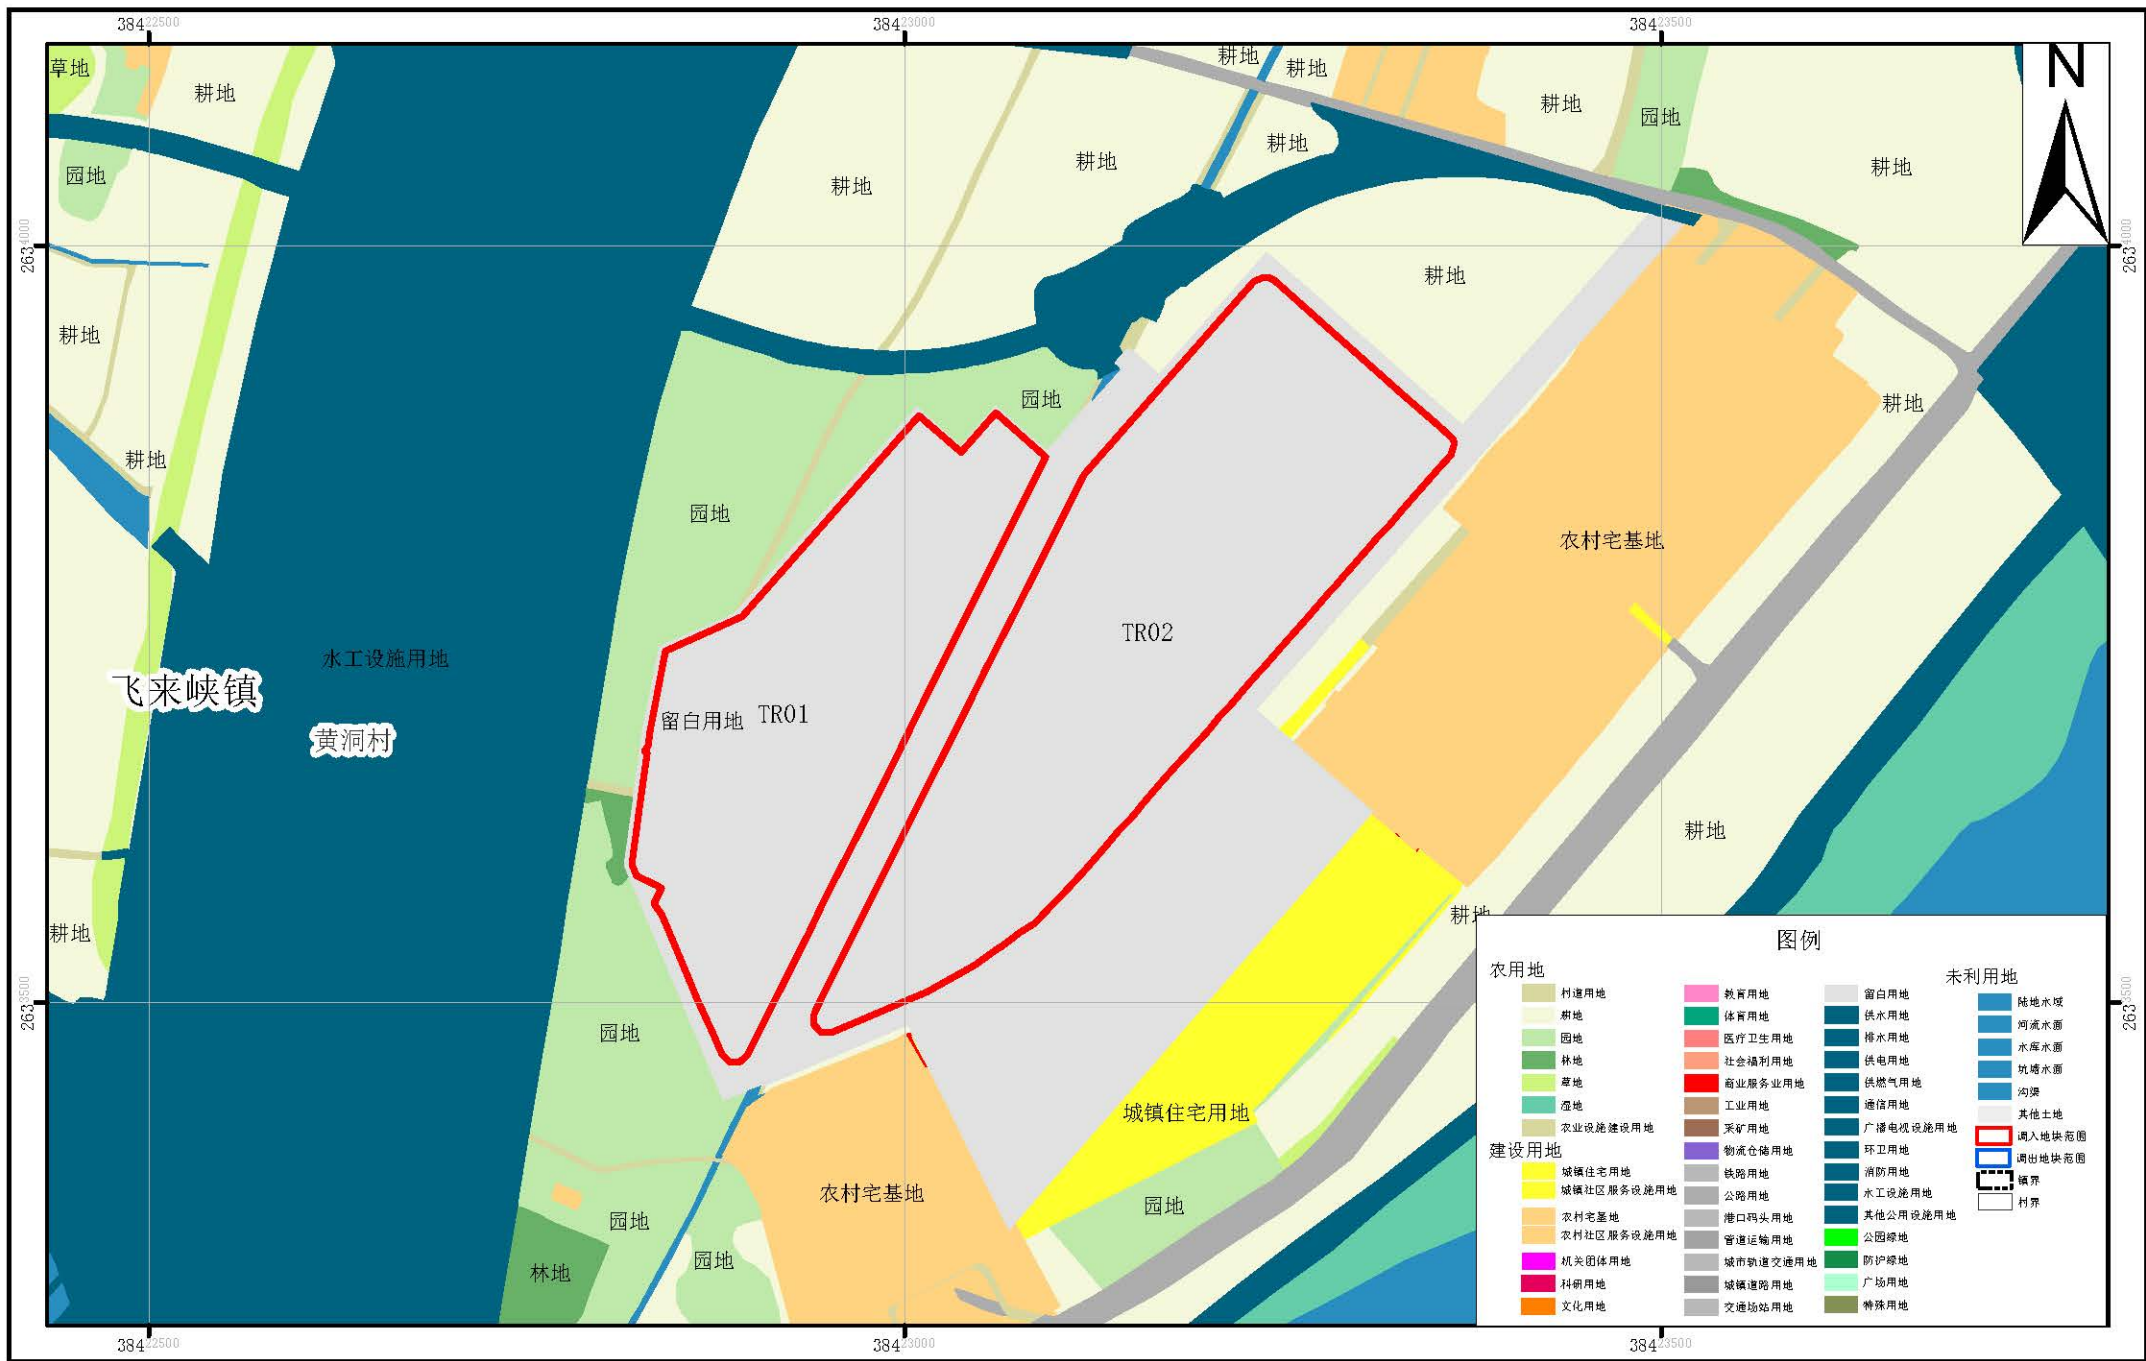 38422500
38423000
38423500
N
草地
耕地
耕地
耕地
耕地
园地
耕地
园地
耕地
耕地
耕地
耕地
2634000
2634000
耕地
耕地
园地
耕地
耕地
园地
农村宅基地
TR02
水工设施用地
飞来峡镇
留白用地
TR01
黄洞村
耕地
耕地
耕地
2633500
2633500
园地
城镇住宅用地
农村宅基地
园地
园地
园地
林地
图例
农用地
村道用地
耕地
园地
林地
草地
湿地
农业设施建设用地
建设用地
城镇住宅用地
城镇社区服务设施用地
农村宅基地
农村社区服务设施用地
机关团体用地
科研用地
文化用地
教育用地
体育用地
医疗卫生用地
社会福利用地
商业服务业用地
工业用地
采矿用地
物流仓储用地
铁路用地
公路用地
港口码头用地
管道运输用地
城市轨道交通用地
城镇道路用地
交通场站用地
留白用地
供水用地
排水用地
供电用地
供燃气用地
通信用地
广播电视设施用地
环卫用地
消防用地
水工设施用地
其他公用设施用地
公园绿地
防护绿地
广场用地
特殊用地
未利用地
陆地水域
河流水面
水库水面
坑塘水面
沟渠
其他土地
调入地块范围
调出地块范围
镇界
村界
38422500
38423000
38423500